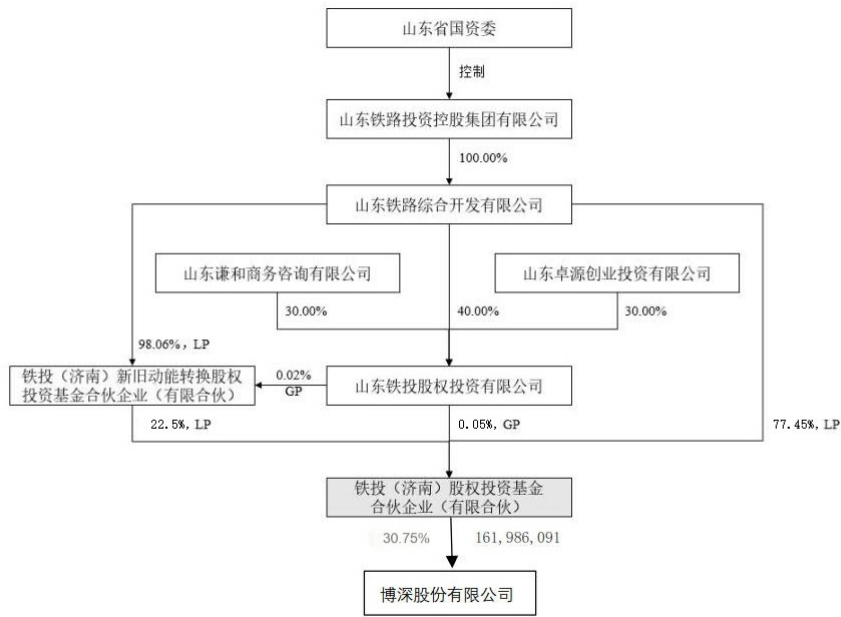 山东省国资委
控制
山东铁路投资控股集团有限公司
100.00%
山东铁路综合开发有限公司
山东谦和商务咨询有限公司
山东卓源创业投资有限公司
30.00%
40.00%
30.00%
98.06%，LP
铁投（济南）新旧动能转换股权
投资基金合伙企业（有限合伙）
0.02%
GP
山东铁投股权投资有限公司
22.5%, LP
0.05%, GP
77.45%, LP
铁投（济南）股权投资基金
合伙企业（有限合伙）
30.75%
161,986,091
博深股份有限公司